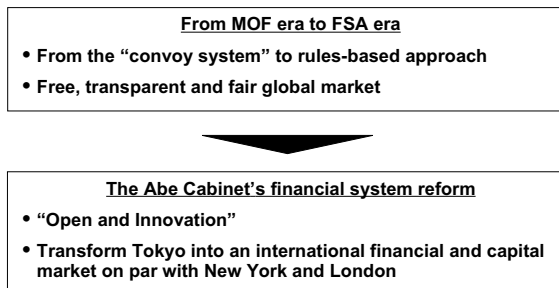 From MOF era to FSA era
• From the “convoy system” to rules-based approach
• Free, transparent and fair global market
The Abe Cabinet’s financial system reform
• “Open and Innovation”
• Transform Tokyo into an international financial and capital
market on par with New York and London